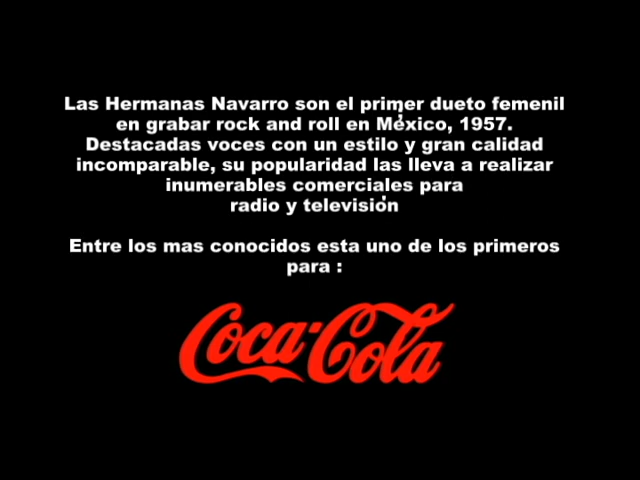 Las Hermanas Navarro son el primer dueto femenil
en grabar rock and roll en México, 1957.
Destacadas voces con un estilo y gran calidad
incomparable, su popularidad las lleva a realizar
inumerables comerciales para
radio y televisión
Entre los mas conocidos esta uno de los primeros
para :
Coca-Cola